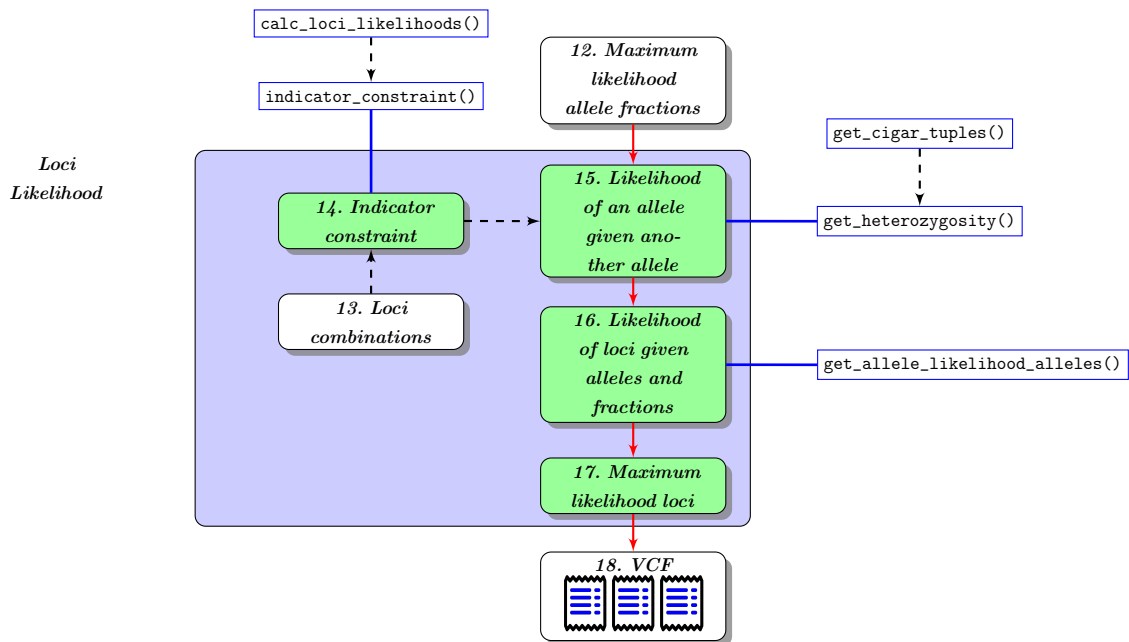 calc_loci_likelihoods()
indicator_constraint()
12. Maximum
likelihood
allele fractions
get_cigar_tuples()
get_heterozygosity()
Loci
Likelihood
14. Indicator
constraint
15. Likelihood
of an allele
given ano-
ther allele
13. Loci
combinations
16. Likelihood
of loci given
alleles and
fractions
get_allele_likelihood_alleles()
17. Maximum
likelihood loci
18. VCF